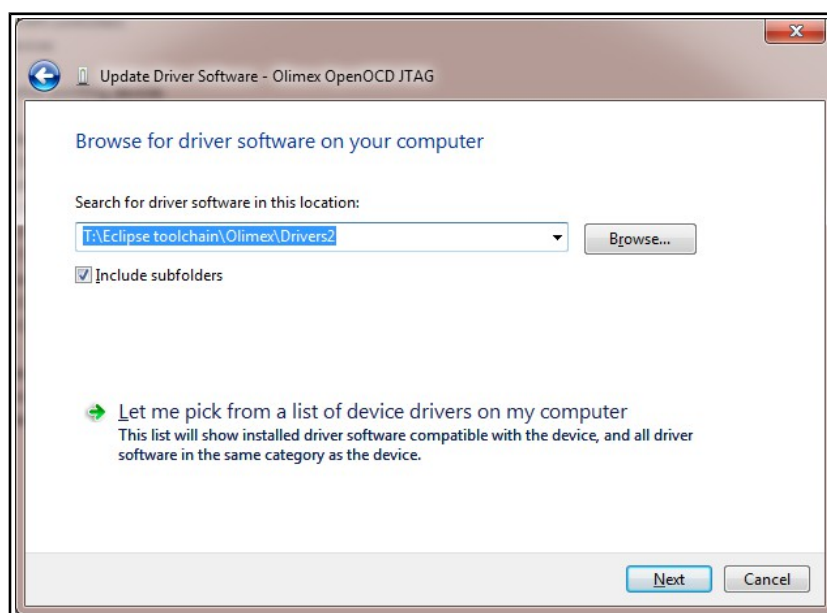 Update Driver Software - Olimex OpenOCD JTAG
Browse for driver software on your computer
Search for driver software in this location:
T:\Eclipse toolchain\Olimex\Drivers2
Browse...
Include subfolders
Let me pick from a list of device drivers on my computer
This list will show installed driver software compatible with the device, and all driver
software in the same category as the device.
Next
Cancel